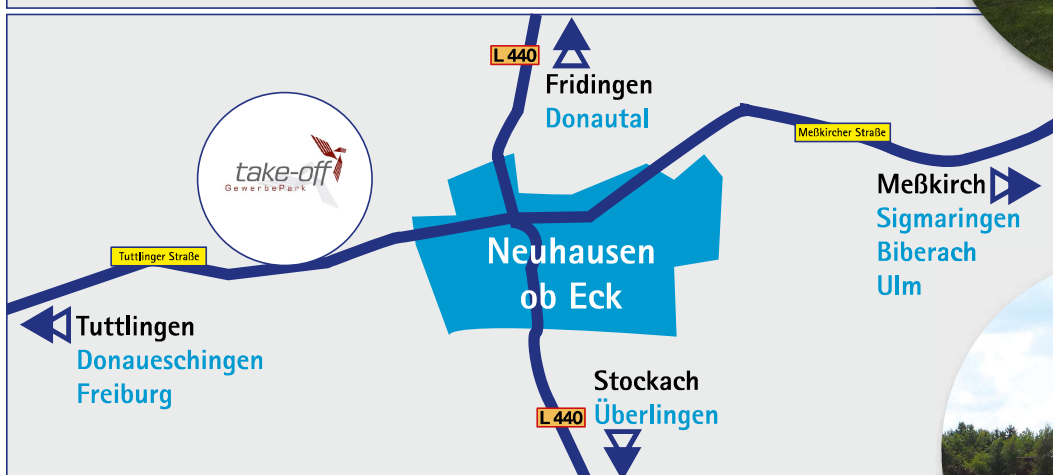 L 440
Fridingen
Donautal
Meßkircher Straße
take-off
GewerbePark
Meßkirch
Sigmaringen
Biberach
Ulm
Tuttlinger Straße
Neuhausen
ob Eck
Tuttlingen
Donaueschingen
Freiburg
Stockach
L 440 Überlingen